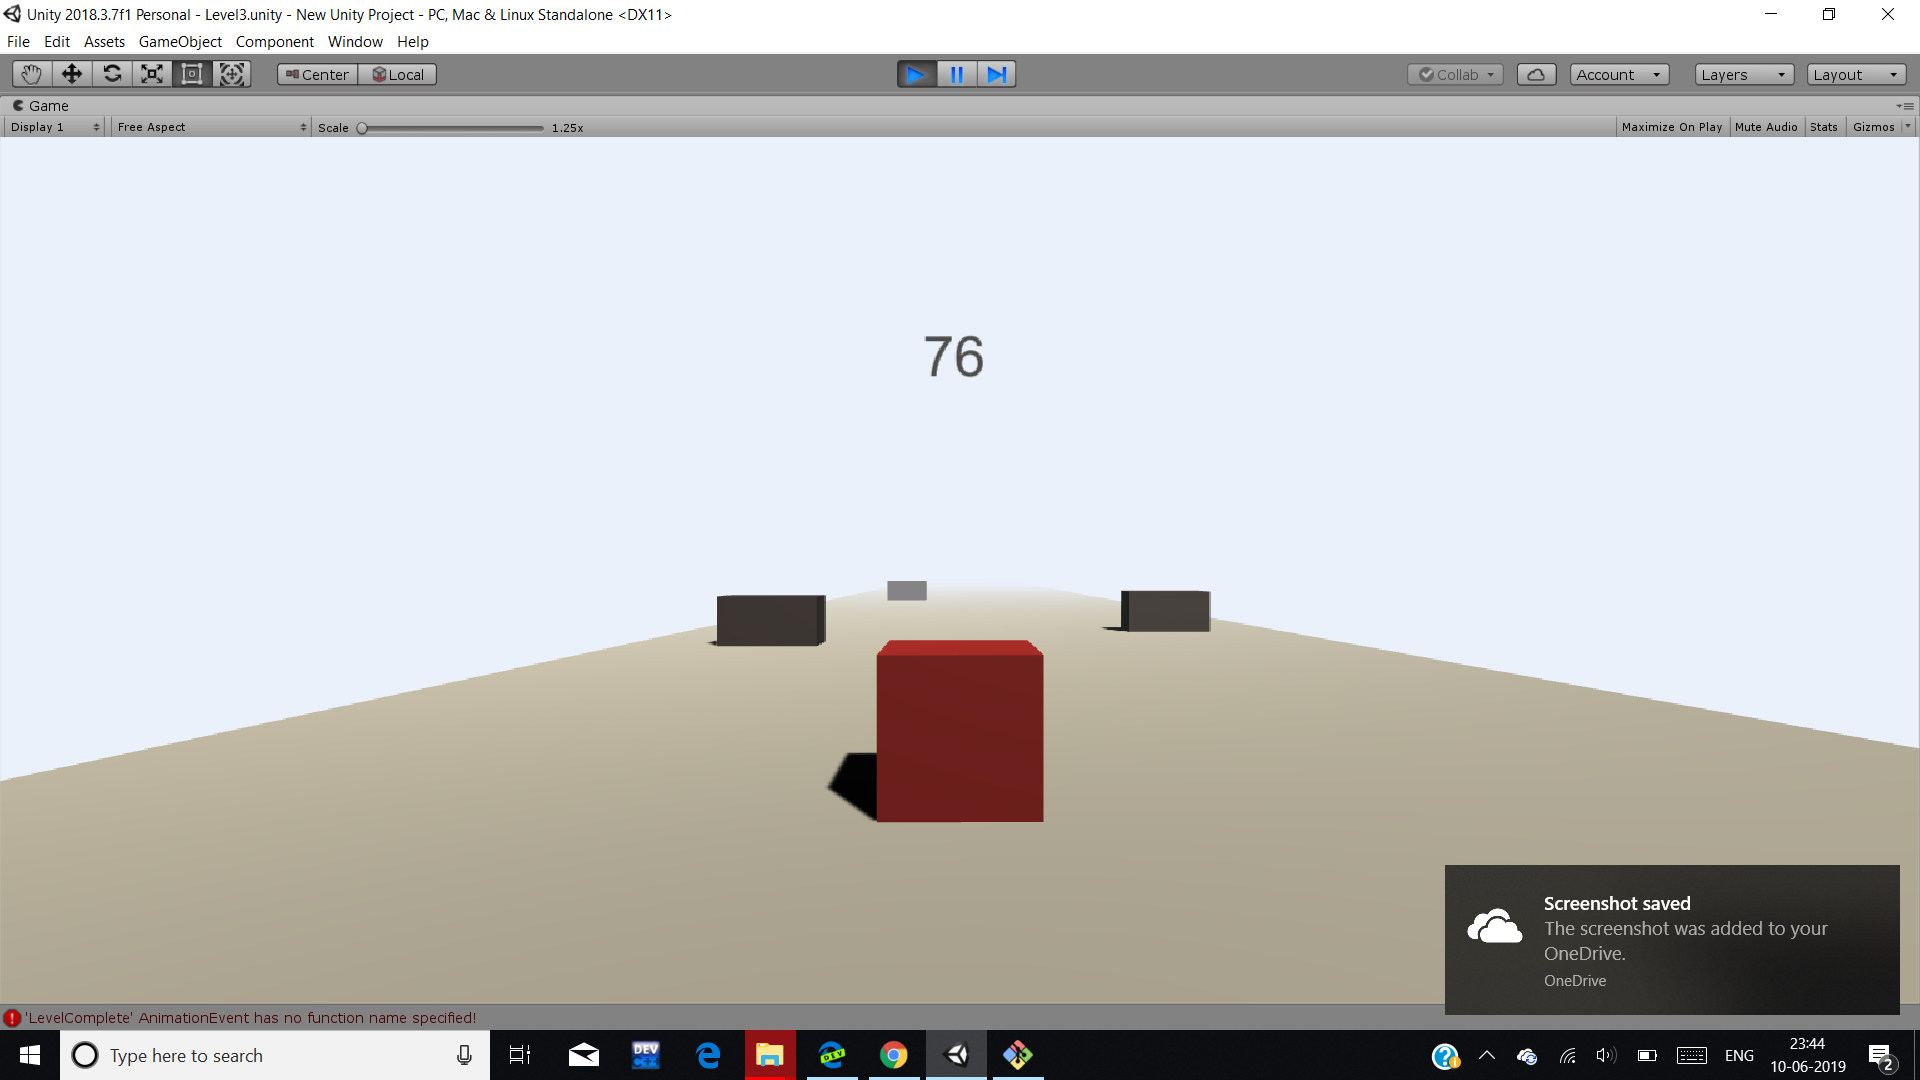 Unity 2018.3.7f1 Personal - Level3.unity - New Unity Project - PC, Mac & Linux Standalone <DX11>
File Edit Assets GameObject Component Window Help
Center Local Collab Account Layers Layout
Game
Display 1 Free Aspect Scale 1.25x Maximize On Play Mute Audio Stats Gizmos
76
Screenshot saved
The screenshot was added to your
OneDrive.
OneDrive
'LevelComplete' AnimationEvent has no function name specified!
Type here to search
DEV
C++
DEV
ENG
23:44
10-06-2019
2